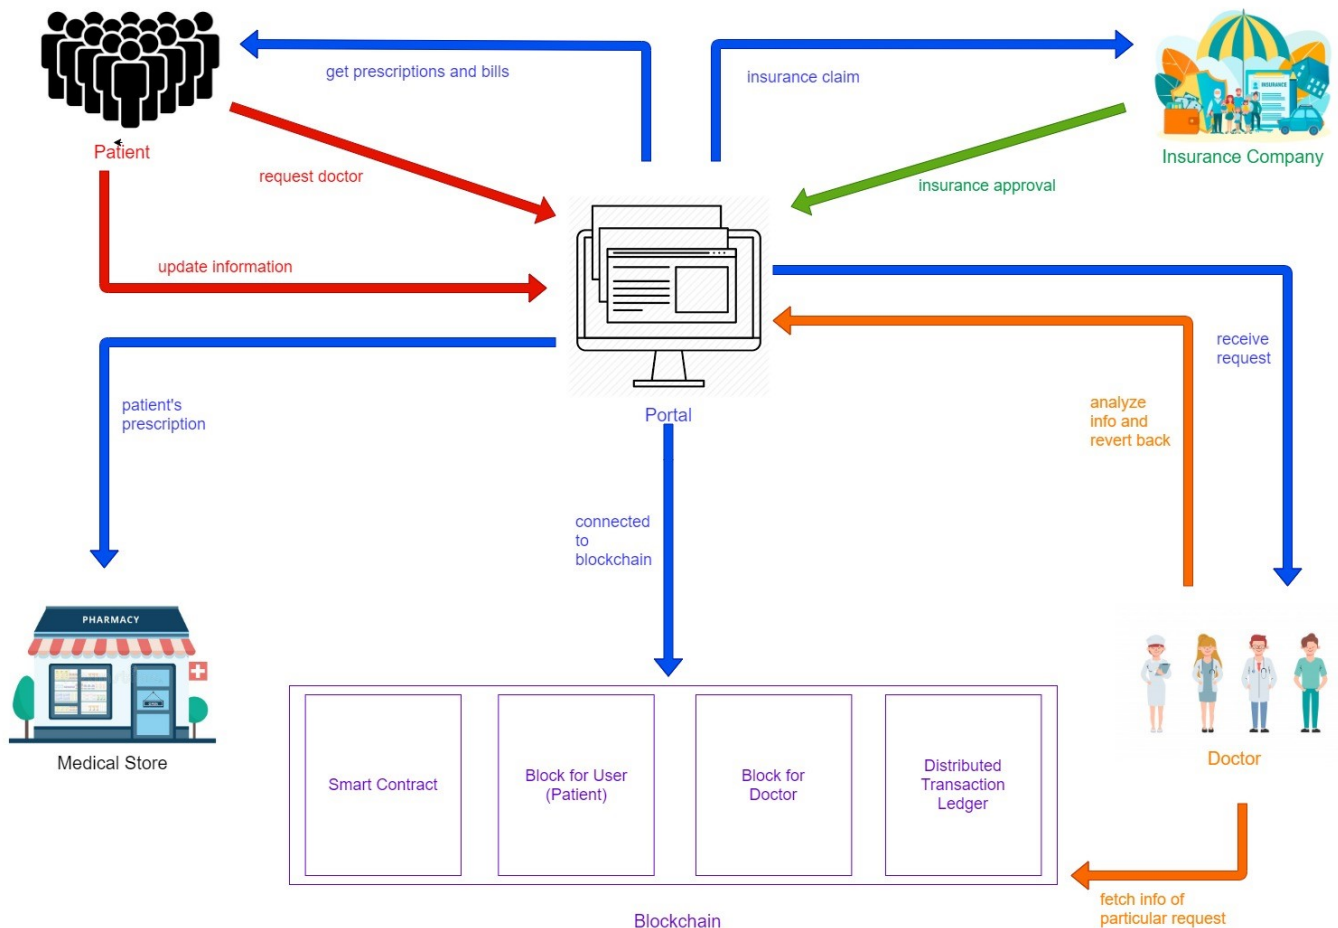 get prescriptions and bills
insurance claim
INSURANCE
Patient
Insurance Company
request doctor
insurance approval
update information
receive
request
patient's
prescription
Portal
analyze
info and
revert back
connected
to
blockchain
PHARMACY
Medical Store
Smart Contract
Block for User
(Patient)
Block for
Doctor
Distributed
Transaction
Ledger
Doctor
fetch info of
particular request
Blockchain